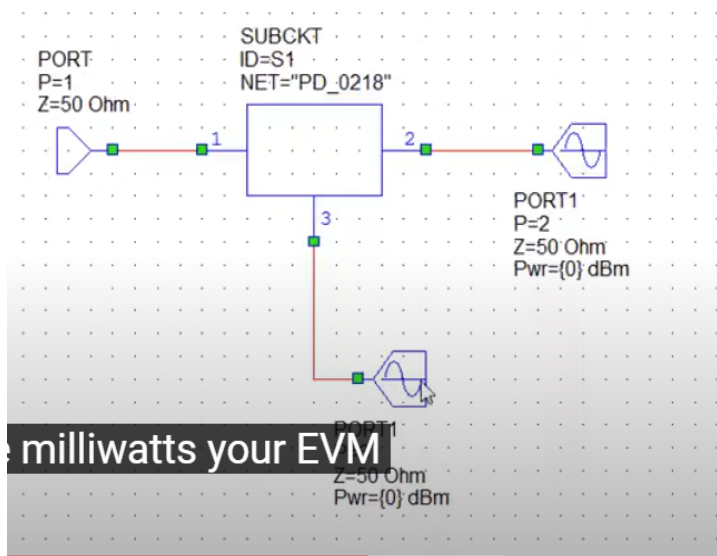 SUBCKT
ID=S1
NET="PD_0218"
PORT
P=1
Z=50 Ohm
1
2
3
PORT1
P=2
Z=50 Ohm
Pwr={0} dBm
PORT1
milliwatts your EVM
Z=50 Ohm
Pwr={0} dBm